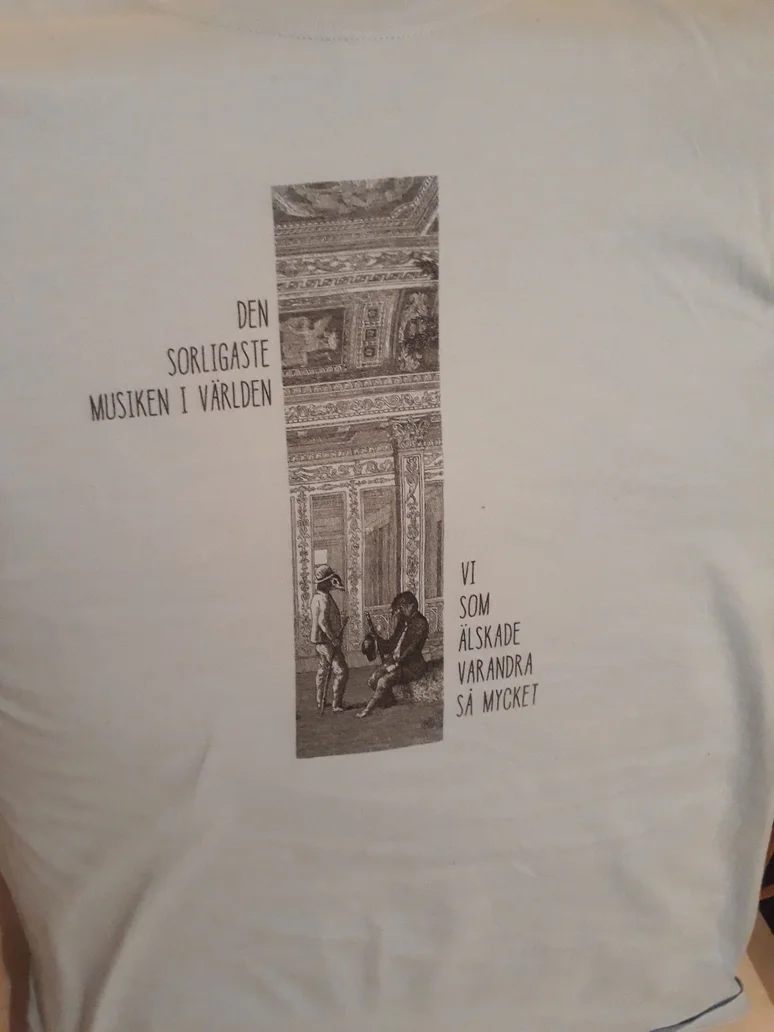 DEN
SORLIGASTE
MUSIKEN I VÄRLDEN
VI
SOM
ÄLSKADE
VARANDRA
SÅ MYCKET